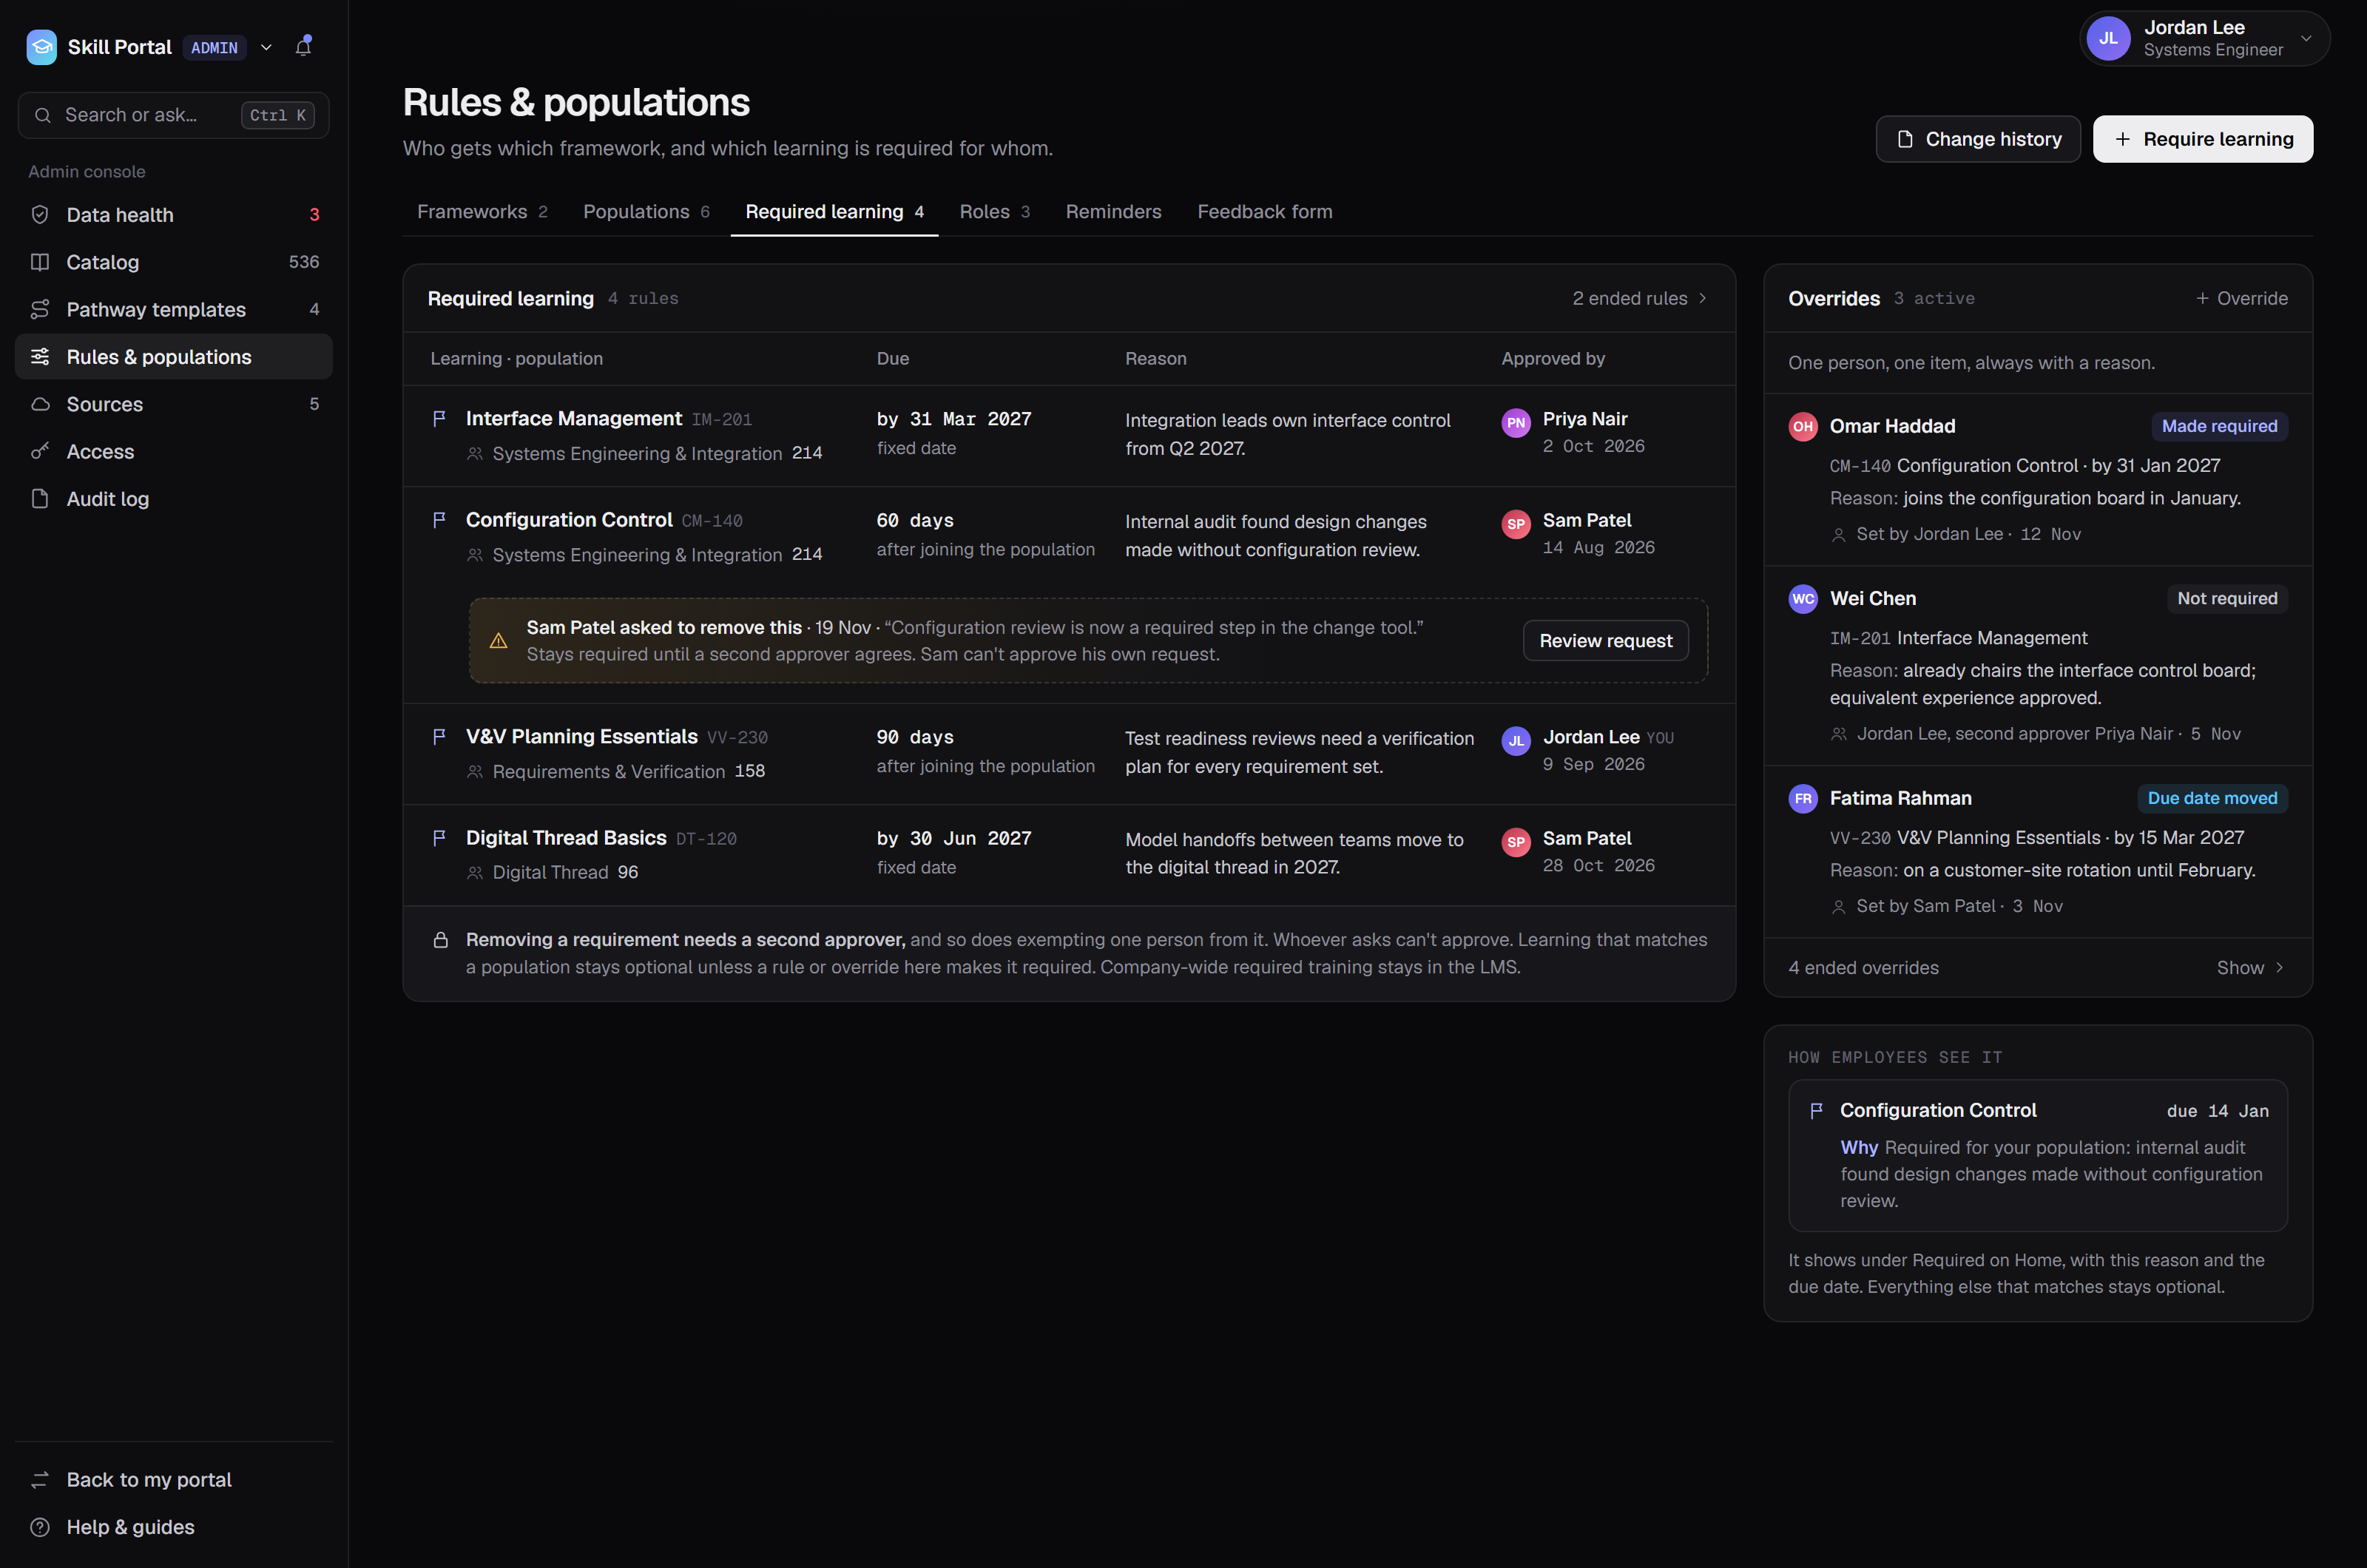 Skill Portal ADMIN
Search or ask... Ctrl K
Admin console
Data health 3
Catalog 536
Pathway templates 4
Rules & populations
Sources 5
Access
Audit log
Back to my portal
Help & guides
JL Jordan Lee
Systems Engineer
Rules & populations
Who gets which framework, and which learning is required for whom.
Change history
+ Require learning
Frameworks 2 Populations 6 Required learning 4 Roles 3 Reminders Feedback form
Required learning 4 rules 2 ended rules
Learning · population Due Reason Approved by
Interface Management IM-201
Systems Engineering & Integration 214
by 31 Mar 2027
fixed date
Integration leads own interface control
from Q2 2027.
PN Priya Nair
2 Oct 2026
Configuration Control CM-140
Systems Engineering & Integration 214
60 days
after joining the population
Internal audit found design changes
made without configuration review.
SP Sam Patel
14 Aug 2026
Sam Patel asked to remove this · 19 Nov · “Configuration review is now a required step in the change tool.”
Stays required until a second approver agrees. Sam can't approve his own request.
Review request
V&V Planning Essentials VV-230
Requirements & Verification 158
90 days
after joining the population
Test readiness reviews need a verification
plan for every requirement set.
JL Jordan Lee YOU
9 Sep 2026
Digital Thread Basics DT-120
Digital Thread 96
by 30 Jun 2027
fixed date
Model handoffs between teams move to
the digital thread in 2027.
SP Sam Patel
28 Oct 2026
Removing a requirement needs a second approver, and so does exempting one person from it. Whoever asks can't approve. Learning that matches
a population stays optional unless a rule or override here makes it required. Company-wide required training stays in the LMS.
Overrides 3 active + Override
One person, one item, always with a reason.
OH Omar Haddad Made required
CM-140 Configuration Control · by 31 Jan 2027
Reason: joins the configuration board in January.
Set by Jordan Lee · 12 Nov
WC Wei Chen Not required
IM-201 Interface Management
Reason: already chairs the interface control board;
equivalent experience approved.
Jordan Lee, second approver Priya Nair · 5 Nov
FR Fatima Rahman Due date moved
VV-230 V&V Planning Essentials · by 15 Mar 2027
Reason: on a customer-site rotation until February.
Set by Sam Patel · 3 Nov
4 ended overrides Show
HOW EMPLOYEES SEE IT
Configuration Control due 14 Jan
Why Required for your population: internal audit
found design changes made without configuration
review.
It shows under Required on Home, with this reason and the
due date. Everything else that matches stays optional.